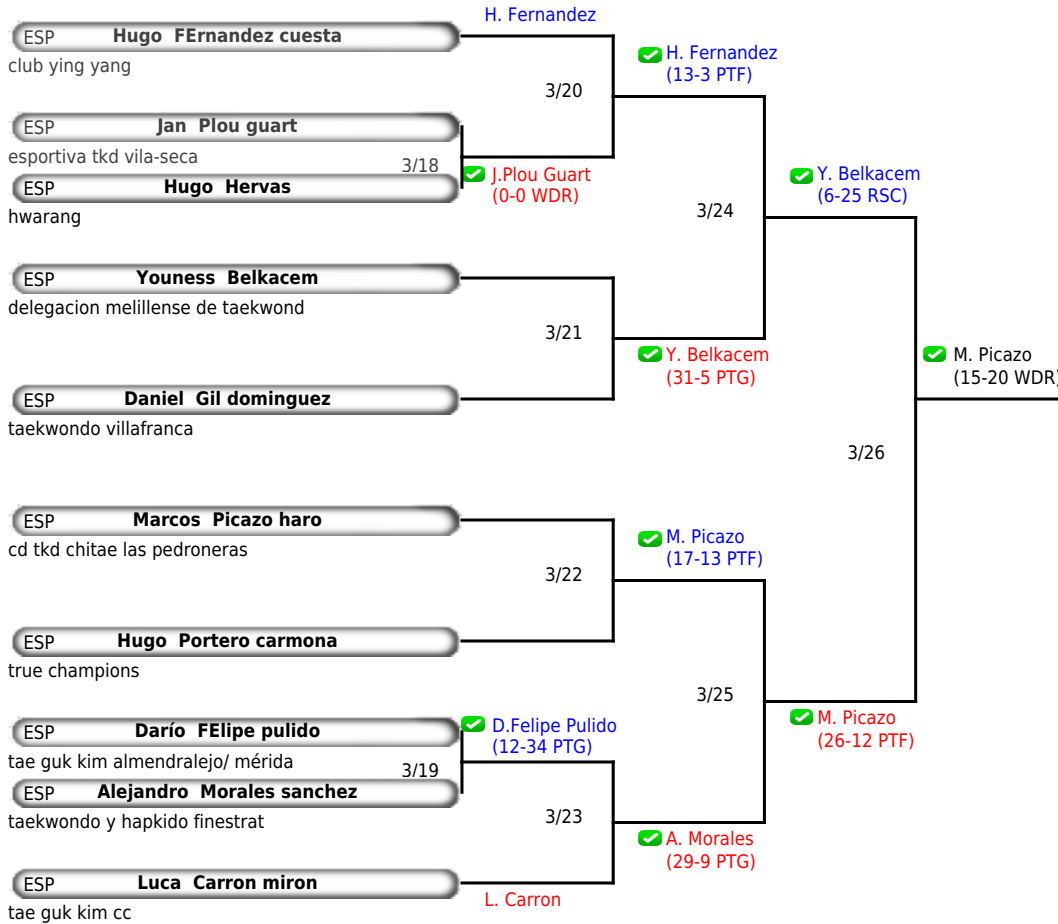 H. Fernandez
ESP Hugo FErnandez cuesta
club ying yang
H. Fernandez
(13-3 PTF)
3/20
ESP Jan Plou guart
esportiva tkd vila-seca
3/18
J.Plou Guart
(0-0 WDR)
ESP Hugo Hervas
hwarang
Y. Belkacem
(6-25 RSC)
3/24
ESP Youness Belkacem
delegacion melillense de taekwond
3/21
Y. Belkacem
(31-5 PTG)
M. Picazo
(15-20 WDR)
ESP Daniel Gil dominguez
taekwondo villafranca
3/26
ESP Marcos Picazo haro
cd tkd chitae las pedroneras
M. Picazo
(17-13 PTF)
3/22
ESP Hugo Portero carmona
true champions
3/25
M. Picazo
(26-12 PTF)
ESP Darío FElipe pulido
tae guk kim almendralejo/ mérida
D.Felipe Pulido
(12-34 PTG)
3/19
ESP Alejandro Morales sanchez
taekwondo y hapkido finestrat
3/23
A. Morales
(29-9 PTG)
ESP Luca Carron miron
tae guk kim cc
L. Carron